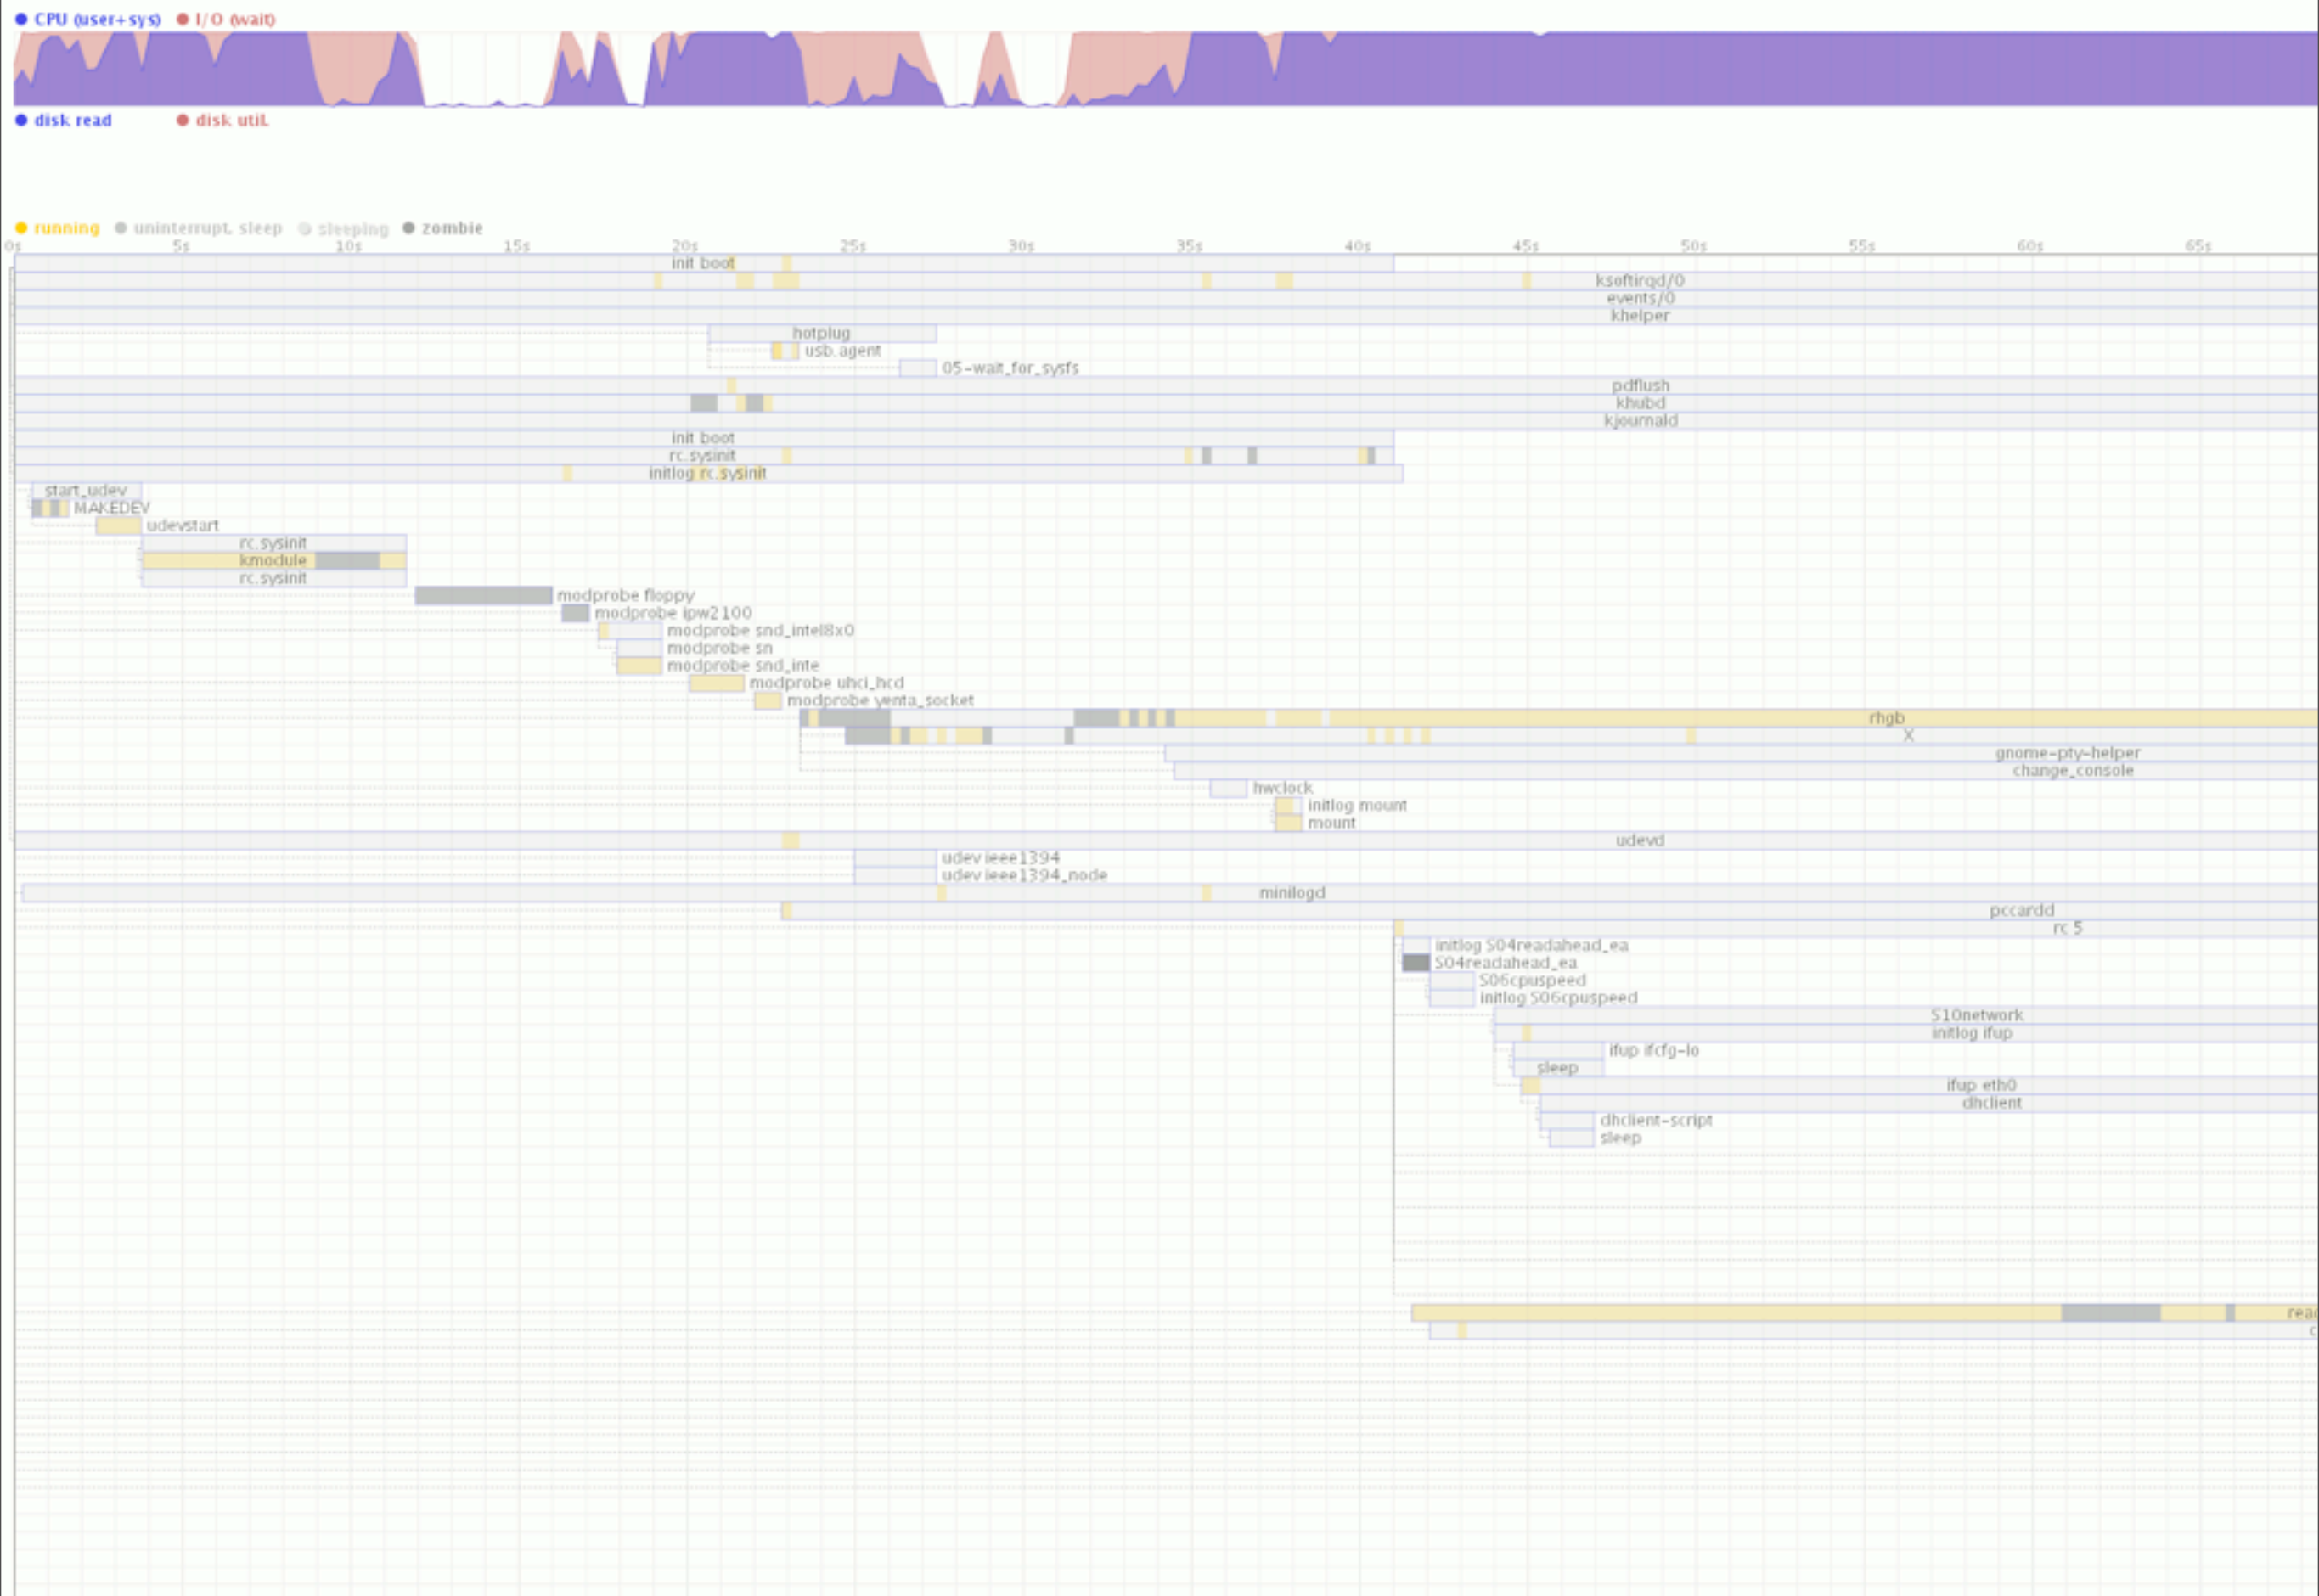 CPU (user+sys) I/O (wait)
disk read disk util.
running uninterrupt. sleep sleeping zombie
0s 5s 10s 15s 20s 25s 30s 35s 40s 45s 50s 55s 60s 65s
init boot
ksoftirqd/0
events/0
khelper
hotplug
usb.agent
05-wait_for_sysfs
pdflush
khubd
kjournald
init boot
rc.sysinit
initlog rc.sysinit
start_udev
MAKEDEV
udevstart
rc.sysinit
kmodule
rc.sysinit
modprobe floppy
modprobe ipw2100
modprobe snd_intel8x0
modprobe sn
modprobe snd_inte
modprobe uhci_hcd
modprobe yenta_socket
rhgb
X
gnome-pty-helper
change_console
hwclock
initlog mount
mount
udevd
udev ieee1394
udev ieee1394_node
minilogd
pccardd
rc 5
initlog S04readahead_ea
S04readahead_ea
S06cpuspeed
initlog S06cpuspeed
S10network
initlog ifup
ifup ifcfg-lo
sleep
ifup eth0
dhclient
dhclient-script
sleep